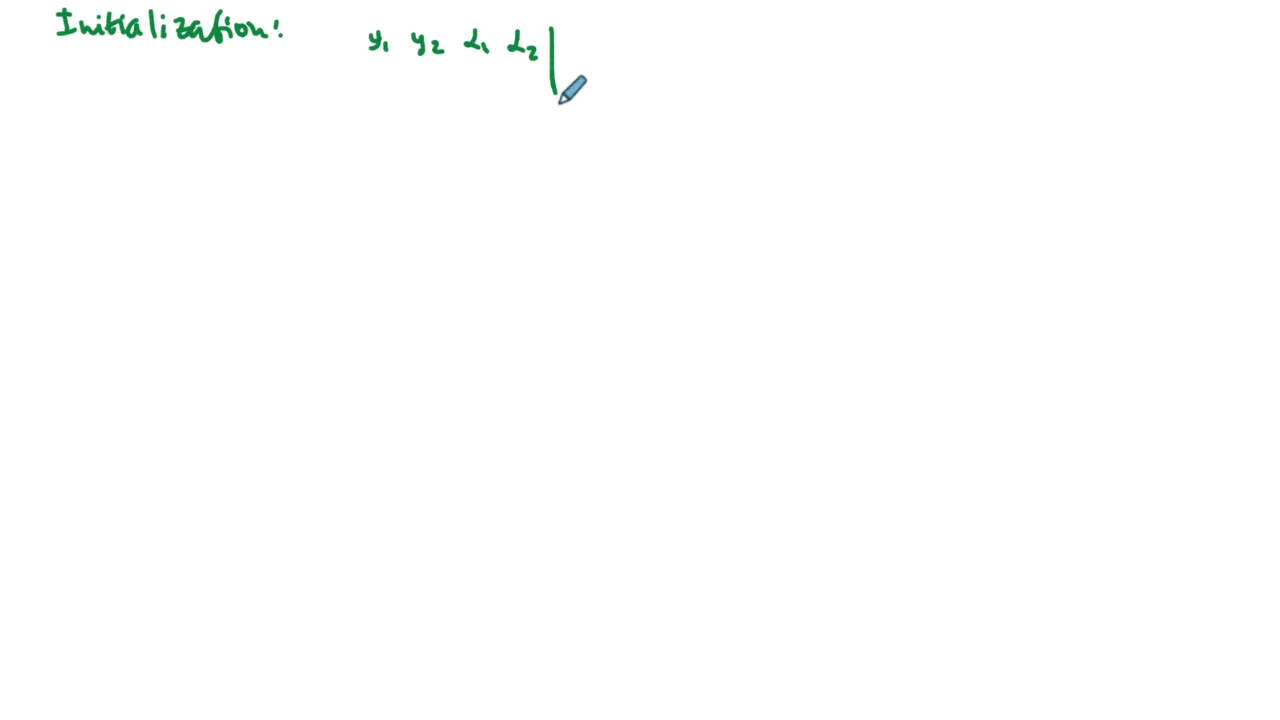 Initialization:
y₁ y₂ α₁ α₂ |